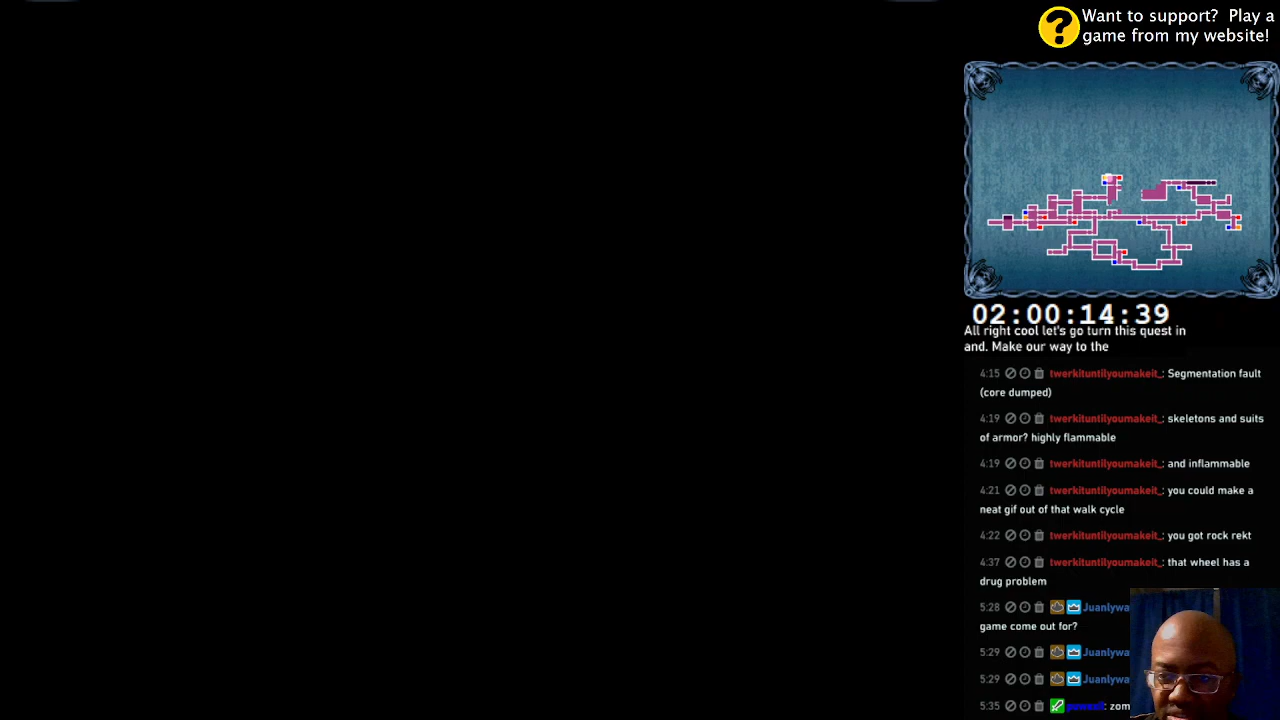 Want to support? Play a
game from my website!
02:00:14:39
All right cool let's go turn this quest in
and. Make our way to the
4:15 twerkituntilyoumakeit_: Segmentation fault
(core dumped)
4:19 twerkituntilyoumakeit_: skeletons and suits
of armor? highly flammable
4:19 twerkituntilyoumakeit_: and inflammable
4:21 twerkituntilyoumakeit_: you could make a
neat gif out of that walk cycle
4:22 twerkituntilyoumakeit_: you got rock rekt
4:37 twerkituntilyoumakeit_: that wheel has a
drug problem
5:28 Juanlywa
game come out for?
5:29 Juanlywa
5:29 Juanlywa
5:35 : zom